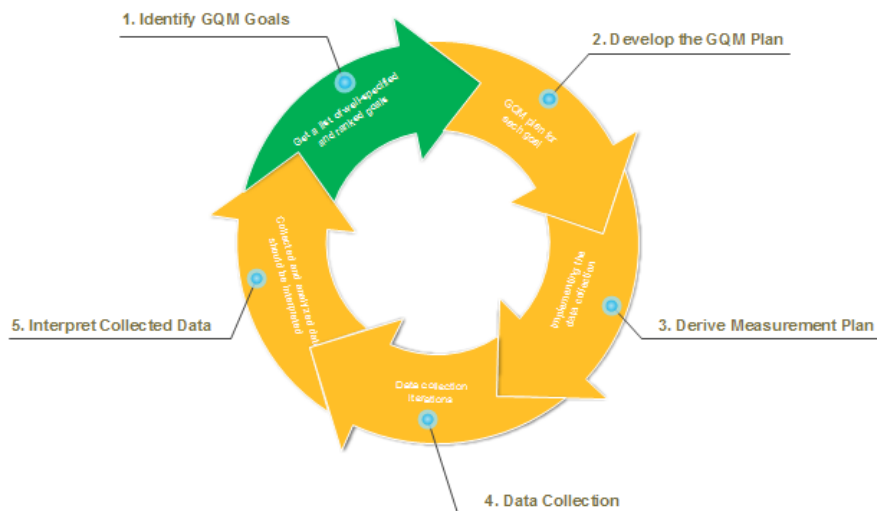 1. Identify GQM Goals
Get a list of well-specified
and ranked goals
2. Develop the GQM Plan
GQM plan for
each goal
Implementing the
data collection
3. Derive Measurement Plan
Data collection
iterations
4. Data Collection
Collected and analyzed data
should be interpreted
5. Interpret Collected Data